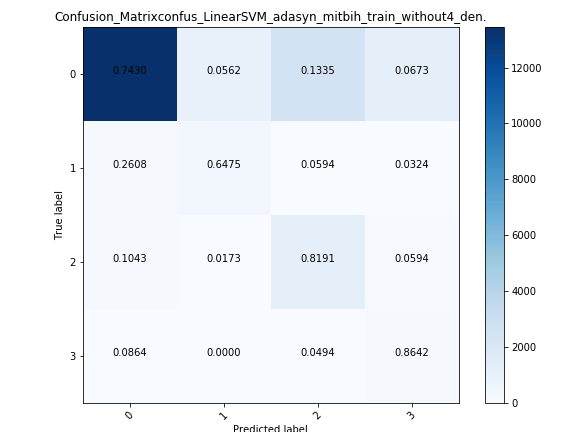 Confusion_Matrixconfus_LinearSVM_adasyn_mitbih_train_without4_den.
0 0.7430 0.0562 0.1335 0.0673
1 0.2608 0.6475 0.0594 0.0324
2 0.1043 0.0173 0.8191 0.0594
3 0.0864 0.0000 0.0494 0.8642
True label
0 1 2 3
Predicted label
12000
10000
8000
6000
4000
2000
0